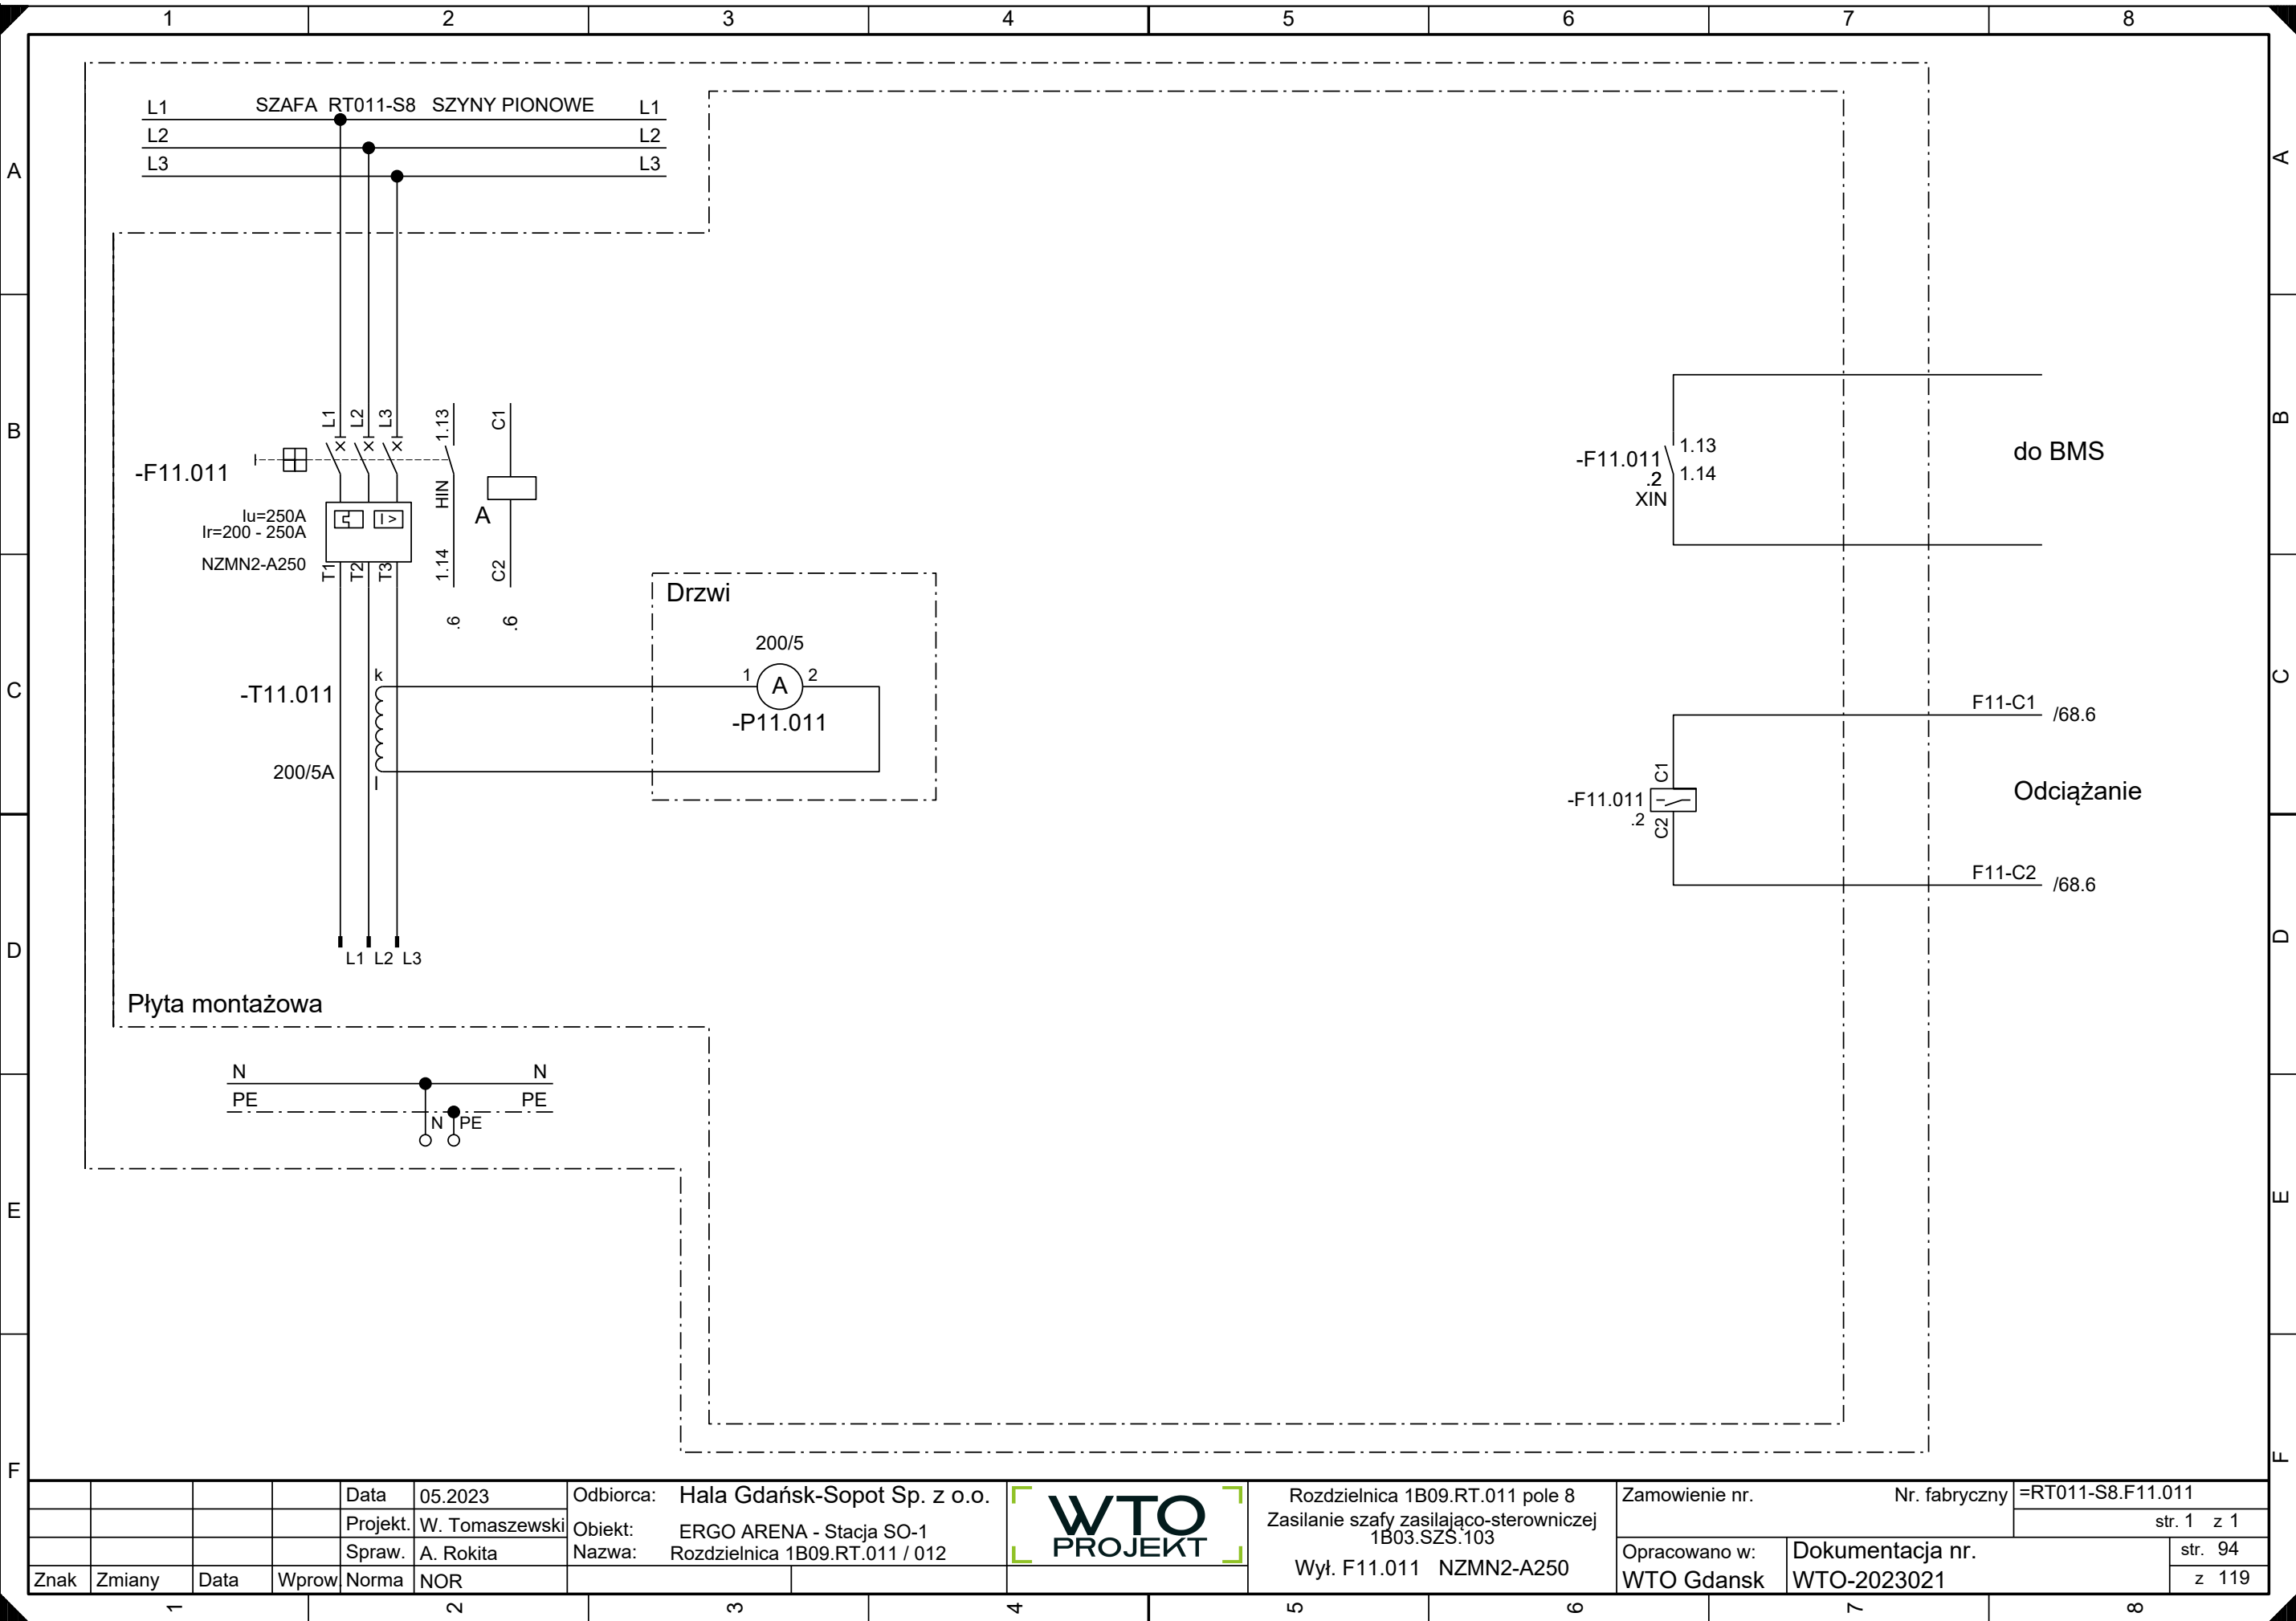 1 2 3 4 5 6 7 8
SZAFA RT011-S8 SZYNY PIONOWE
L1 L1
L2 L2
L3 L3
A A
B B
C C
D D
E E
F F
L1 L2 L3
1.13
C1
-F11.011
HIN
A
Iu=250A
Ir=200 - 250A
I >
NZMN2-A250
T1 T2 T3
1.14
C2
.6 .6
Drzwi
200/5
1 A 2
-P11.011
k
-T11.011
200/5A
l
L1 L2 L3
Płyta montażowa
N N
PE PE
N PE
-F11.011
.2
XIN
1.13
1.14
do BMS
F11-C1 /68.6
C1
-F11.011
.2
C2
Odciążanie
F11-C2 /68.6
Data 05.2023
Projekt. W. Tomaszewski
Spraw. A. Rokita
Znak Zmiany Data Wprow. Norma NOR
Odbiorca: Hala Gdańsk-Sopot Sp. z o.o.
Obiekt: ERGO ARENA - Stacja SO-1
Nazwa: Rozdzielnica 1B09.RT.011 / 012
WTO
PROJEKT
Rozdzielnica 1B09.RT.011 pole 8
Zasilanie szafy zasilająco-sterowniczej
1B03.SZS.103
Wył. F11.011 NZMN2-A250
Zamowienie nr. Nr. fabryczny =RT011-S8.F11.011
str. 1 z 1
Opracowano w:
WTO Gdansk
Dokumentacja nr.
WTO-2023021
str. 94
z 119
1 2 3 4 5 6 7 8